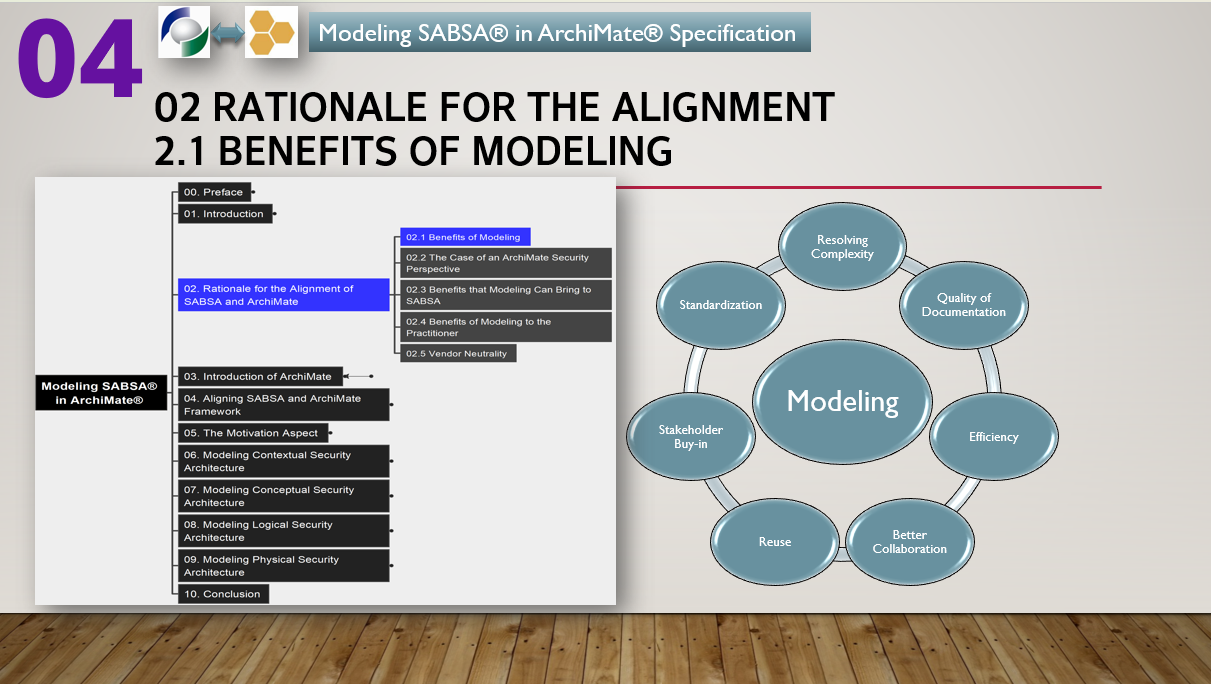 04
Modeling SABSA® in ArchiMate® Specification
02 RATIONALE FOR THE ALIGNMENT
2.1 BENEFITS OF MODELING
Modeling SABSA®
in ArchiMate®
00. Preface
01. Introduction
02. Rationale for the Alignment of
SABSA and ArchiMate
02.1 Benefits of Modeling
02.2 The Case of an ArchiMate Security
Perspective
02.3 Benefits that Modeling Can Bring to
SABSA
02.4 Benefits of Modeling to the
Practitioner
02.5 Vendor Neutrality
03. Introduction of ArchiMate
04. Aligning SABSA and ArchiMate
Framework
05. The Motivation Aspect
06. Modeling Contextual Security
Architecture
07. Modeling Conceptual Security
Architecture
08. Modeling Logical Security
Architecture
09. Modeling Physical Security
Architecture
10. Conclusion
Modeling
Resolving
Complexity
Quality of
Documentation
Efficiency
Better
Collaboration
Reuse
Stakeholder
Buy-in
Standardization